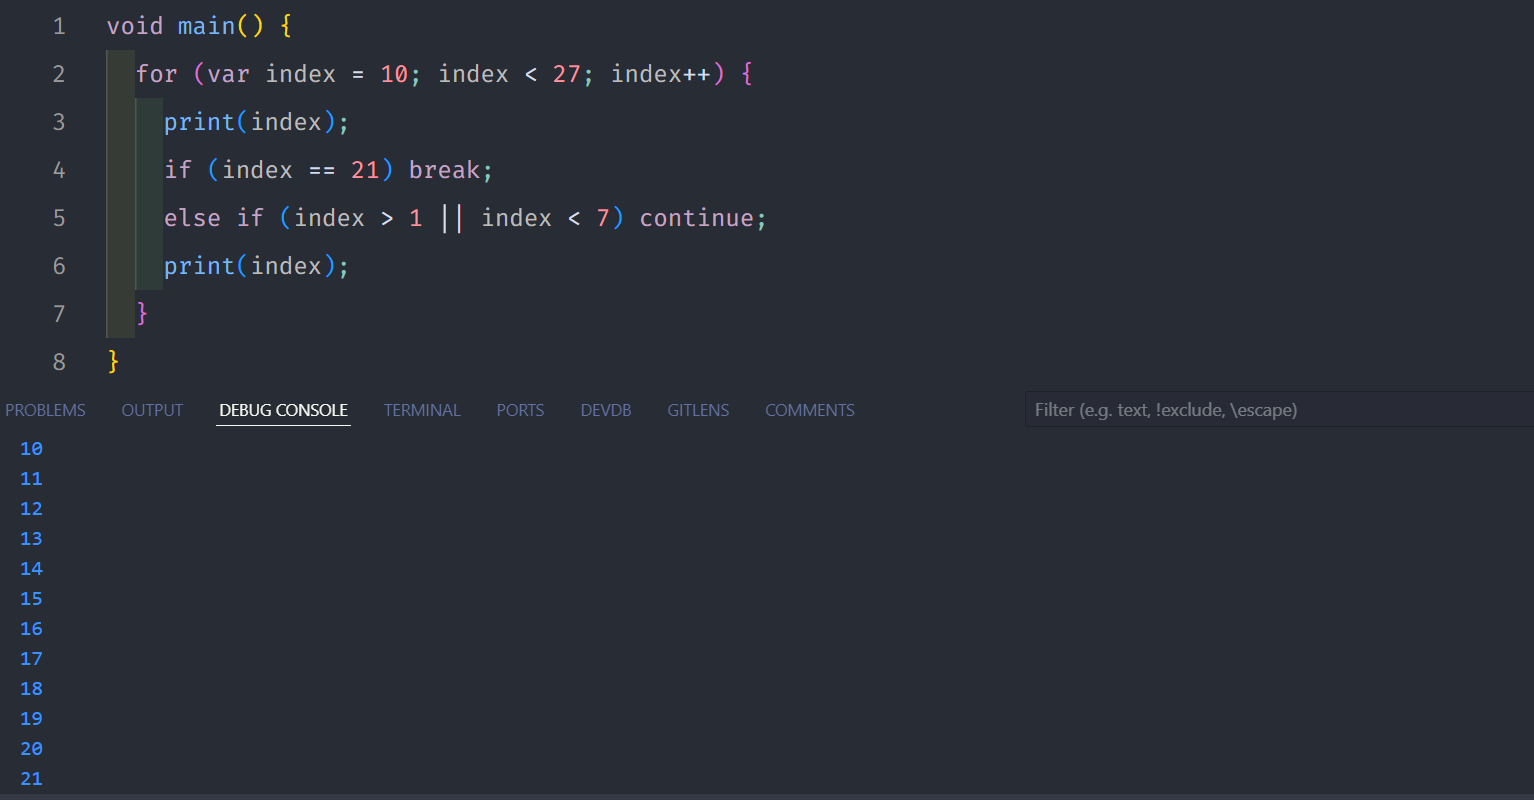 1 void main() {
2 for (var index = 10; index < 27; index++) {
3 print(index);
4 if (index == 21) break;
5 else if (index > 1 || index < 7) continue;
6 print(index);
7 }
8 }
PROBLEMS OUTPUT DEBUG CONSOLE TERMINAL PORTS DEVDB GITLENS COMMENTS Filter (e.g. text, !exclude, \escape)
10
11
12
13
14
15
16
17
18
19
20
21